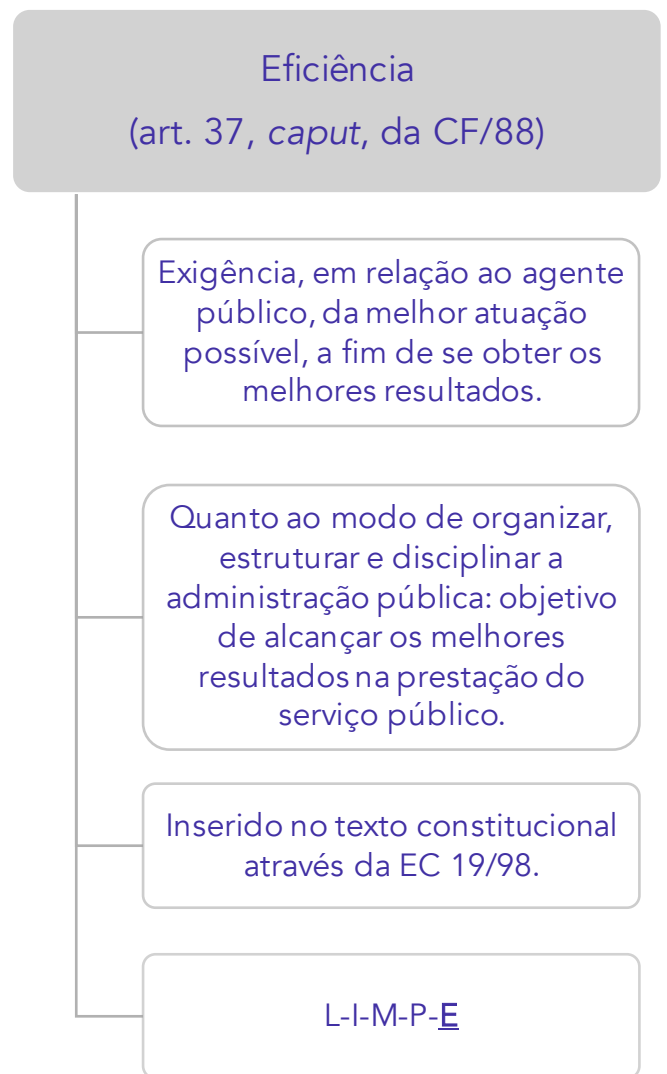 Eficiência
(art. 37, caput, da CF/88)
Exigência, em relação ao agente
público, da melhor atuação
possível, a fim de se obter os
melhores resultados.
Quanto ao modo de organizar,
estruturar e disciplinar a
administração pública: objetivo
de alcançar os melhores
resultados na prestação do
serviço público.
Inserido no texto constitucional
através da EC 19/98.
L-I-M-P-E